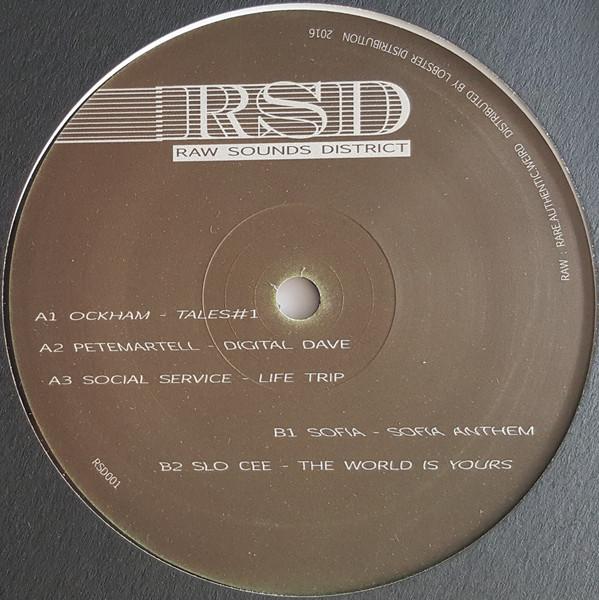 RSD
RAW SOUNDS DISTRICT
RAW : RARE.AUTHENTIC.WEIRD DISTRIBUTED BY LOBSTER DISTRIBUTION 2016
A1 OCKHAM - TALES#1
A2 PETEMARTELL - DIGITAL DAVE
A3 SOCIAL SERVICE - LIFE TRIP
B1 SOFIA - SOFIA ANTHEM
B2 SLO CEE - THE WORLD IS YOURS
RSD001